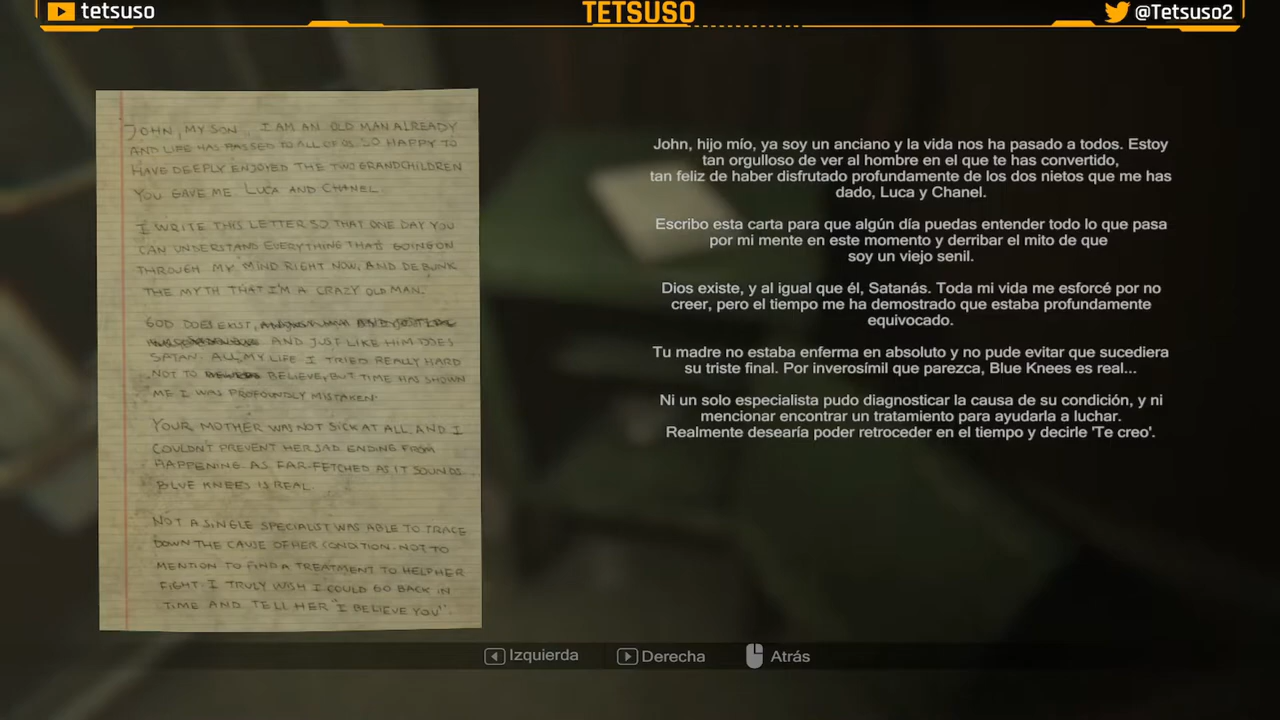 tetsuso
TETSUSO
@Tetsuso2
JOHN, MY SON, I AM AN OLD MAN ALREADY
AND LIFE HAS PASSED TO ALL OF US. SO HAPPY TO
HAVE DEEPLY ENJOYED THE TWO GRANDCHILDREN
YOU GAVE ME. LUCA AND CHANEL.
I WRITE THIS LETTER SO THAT ONE DAY YOU
CAN UNDERSTAND EVERYTHING THAT'S GOING ON
THROUGH MY MIND RIGHT NOW, AND DEBUNK
THE MYTH THAT I'M A CRAZY OLD MAN.
GOD DOES EXIST,
AND JUST LIKE HIM DOES
SATAN. ALL MY LIFE I TRIED REALLY HARD
NOT TO BELIEVE, BUT TIME HAS SHOWN
ME I WAS PROFOUNDLY MISTAKEN.
YOUR MOTHER WAS NOT SICK AT ALL, AND I
COULDN'T PREVENT HER SAD ENDING FROM
HAPPENING. AS FAR-FETCHED AS IT SOUNDS
BLUE KNEES IS REAL
NOT A SINGLE SPECIALIST WAS ABLE TO TRACE
DOWN THE CAUSE OF HER CONDITION. NOT TO
MENTION TO FIND A TREATMENT TO HELP HER
FIGHT. I TRULY WISH I COULD GO BACK IN
TIME AND TELL HER "I BELIEVE YOU".
John, hijo mío, ya soy un anciano y la vida nos ha pasado a todos. Estoy
tan orgulloso de ver al hombre en el que te has convertido,
tan feliz de haber disfrutado profundamente de los dos nietos que me has
dado, Luca y Chanel.
Escribo esta carta para que algún día puedas entender todo lo que pasa
por mi mente en este momento y derribar el mito de que
soy un viejo senil.
Dios existe, y al igual que él, Satanás. Toda mi vida me esforcé por no
creer, pero el tiempo me ha demostrado que estaba profundamente
equivocado.
Tu madre no estaba enferma en absoluto y no pude evitar que sucediera
su triste final. Por inverosímil que parezca, Blue Knees es real...
Ni un solo especialista pudo diagnosticar la causa de su condición, y ni
mencionar encontrar un tratamiento para ayudarla a luchar.
Realmente desearía poder retroceder en el tiempo y decirle 'Te creo'.
Izquierda Derecha Atrás